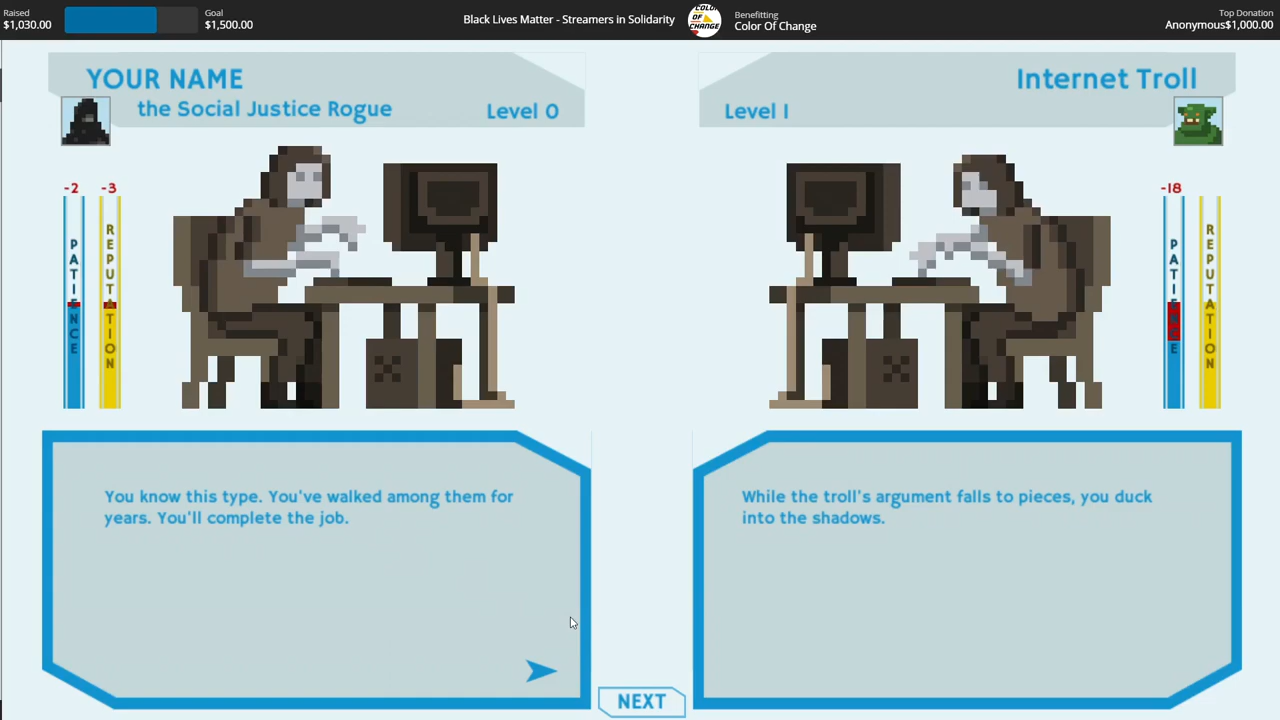 Raised
$1,030.00
Goal
$1,500.00
Black Lives Matter - Streamers in Solidarity
COLOR
OF
CHANGE
Benefitting
Color Of Change
Top Donation
Anonymous$1,000.00
YOUR NAME
the Social Justice Rogue
Level 0
Internet Troll
Level 1
-2
-3
PATIENCE
REPUTATION
-18
PATIENCE
REPUTATION
You know this type. You've walked among them for
years. You'll complete the job.
While the troll's argument falls to pieces, you duck
into the shadows.
NEXT